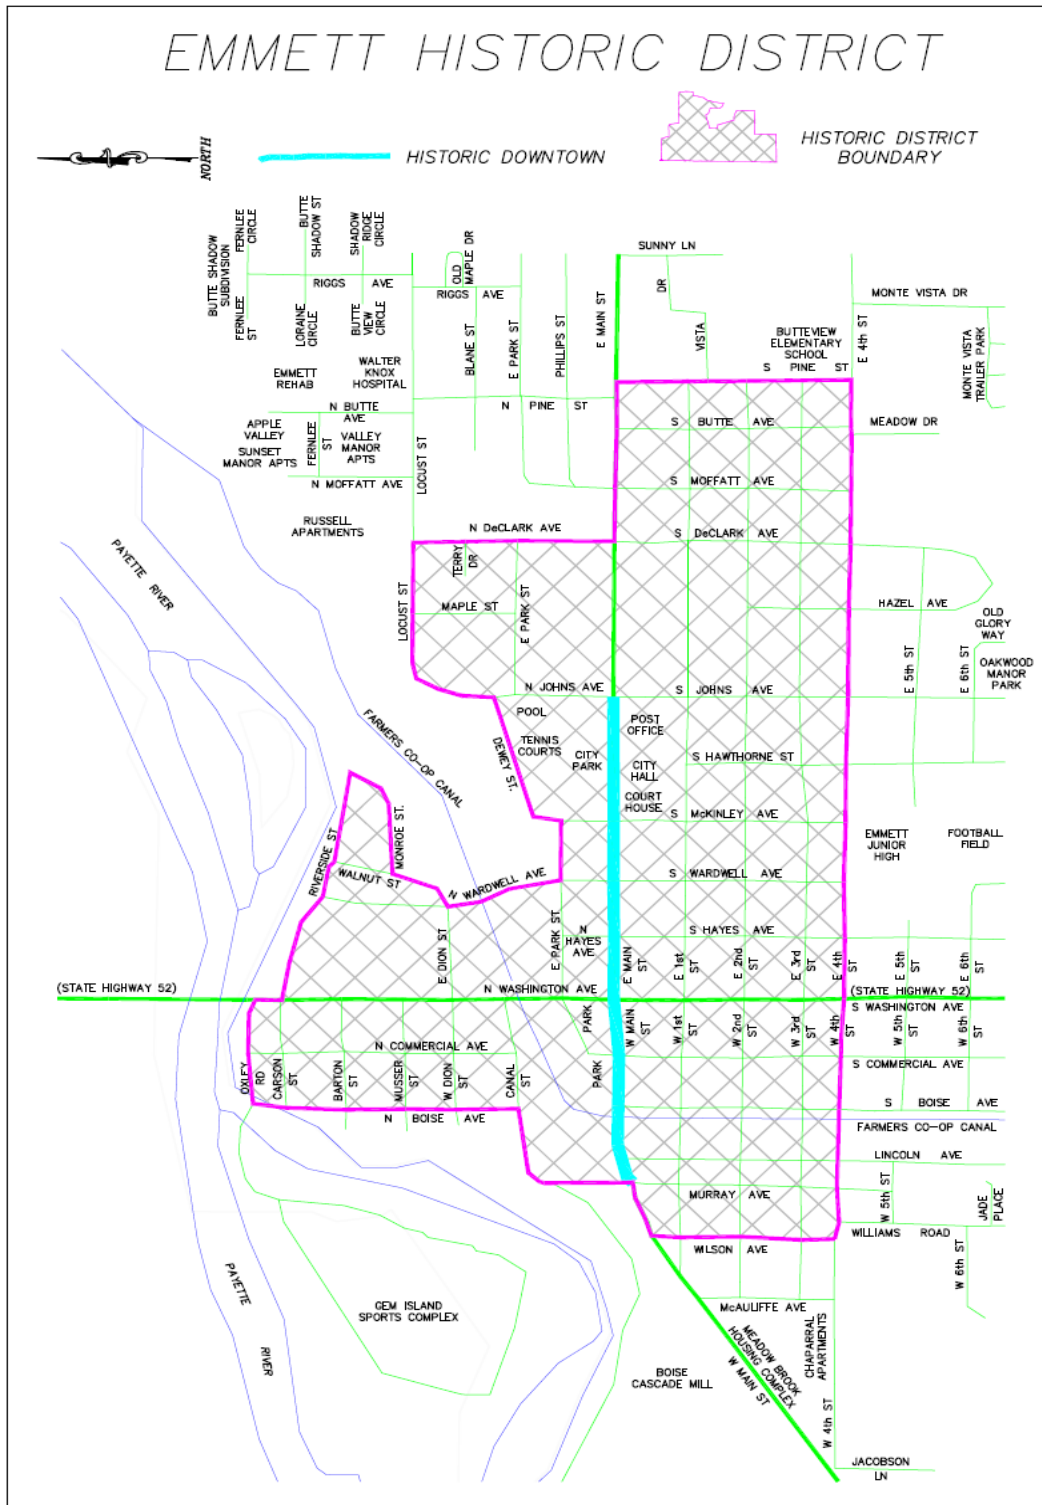 EMMETT HISTORIC DISTRICT
NORTH
HISTORIC DOWNTOWN
HISTORIC DISTRICT
BOUNDARY
BUTTE SHADOW
SUBDIVISION
FERNLEE
CIRCLE
BUTTE
SHADOW ST
SHADOW
RIDGE
CIRCLE
OLD
MAPLE DR
SUNNY LN
RIGGS AVE
RIGGS AVE
DR
VISTA
MONTE VISTA DR
FERNLEE
ST
LORAINE
CIRCLE
BUTTE
VIEW
CIRCLE
BLANE ST
E PARK ST
PHILLIPS ST
E MAIN ST
BUTTEVIEW
ELEMENTARY
SCHOOL
S PINE ST
E 4th ST
MONTE VISTA
TRAILER PARK
EMMETT
REHAB
WALTER
KNOX
HOSPITAL
N BUTTE
AVE
N PINE ST
APPLE
VALLEY
SUNSET
MANOR APTS
FERNLEE
ST
VALLEY
MANOR
APTS
LOCUST ST
S BUTTE AVE
MEADOW DR
N MOFFATT AVE
S MOFFATT AVE
RUSSELL
APARTMENTS
N DeCLARK AVE
S DeCLARK AVE
PAYETTE RIVER
TERRY
DR
LOCUST ST
MAPLE ST
E PARK ST
HAZEL AVE
OLD
GLORY
WAY
E 5th ST
E 6th ST
OAKWOOD
MANOR
PARK
N JOHNS AVE
S JOHNS AVE
POOL
POST
OFFICE
FARMERS CO-OP CANAL
DEWEY ST.
TENNIS
COURTS
CITY
PARK
CITY
HALL
S HAWTHORNE ST
COURT
HOUSE
S McKINLEY AVE
RIVERSIDE ST
MONROE ST.
EMMETT
JUNIOR
HIGH
FOOTBALL
FIELD
WALNUT ST
N WARDWELL AVE
S WARDWELL AVE
E DION ST
E PARK ST
N
HAYES
AVE
S HAYES AVE
E MAIN
ST
E 1st
ST
E 2nd
ST
E 3rd
ST
E 4th
ST
E 5th
ST
E 6th
ST
(STATE HIGHWAY 52)
N WASHINGTON AVE
(STATE HIGHWAY 52)
S WASHINGTON AVE
PARK
W MAIN
ST
W 1st
ST
W 2nd
ST
W 3rd
ST
W 4th
ST
W 5th
ST
W 6th
ST
N COMMERCIAL AVE
S COMMERCIAL AVE
OXLEY
RD
CARSON
ST.
BARTON
ST
MUSSER
ST
W DION
ST
CANAL
ST
PARK
N BOISE AVE
S BOISE AVE
FARMERS CO-OP CANAL
LINCOLN AVE
MURRAY AVE
W 5th ST
JADE
PLACE
WILLIAMS ROAD
WILSON AVE
W 6th ST
PAYETTE
RIVER
GEM ISLAND
SPORTS COMPLEX
McAULIFFE AVE
MEADOW BROOK
HOUSING COMPLEX
W MAIN ST
CHAPARRAL
APARTMENTS
BOISE
CASCADE MILL
W 4th ST
JACOBSON
LN